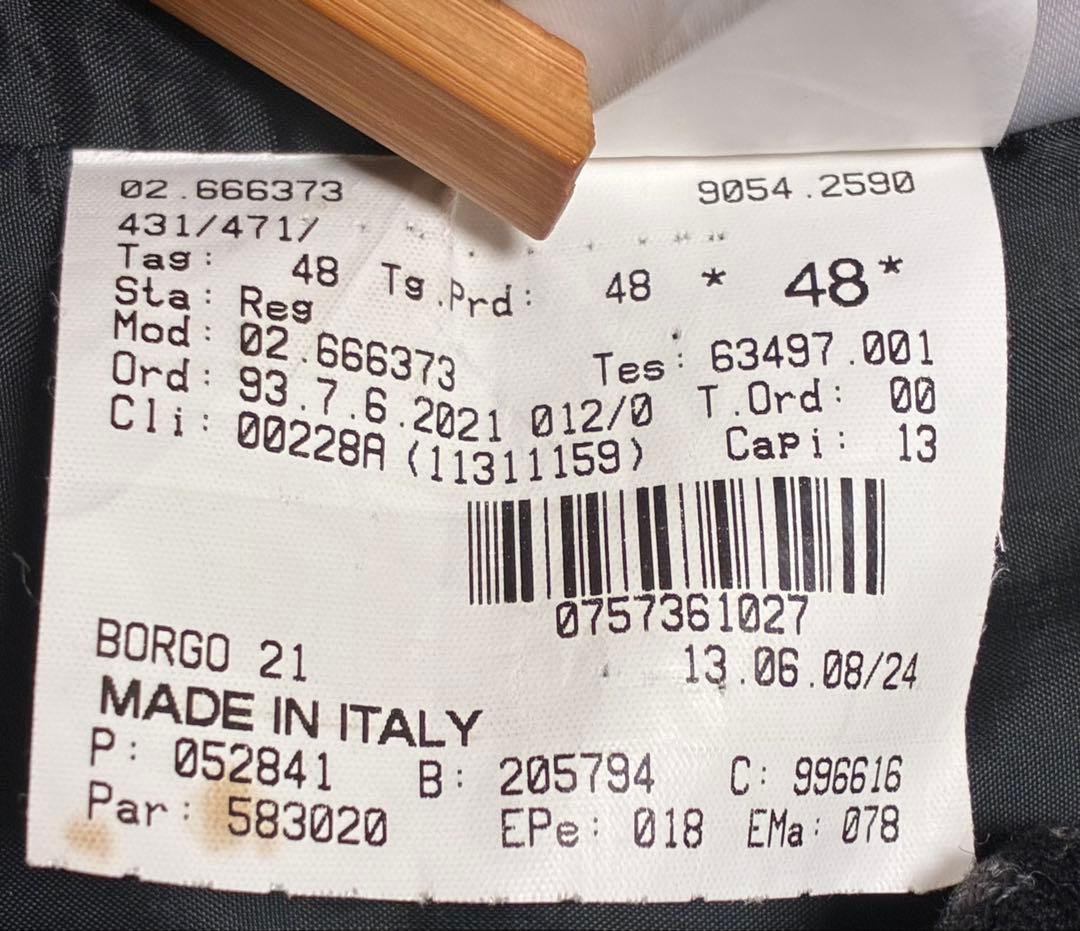 02.666373 9054.2590
431/471/
Tag: 48 Tg.Prd: 48 * 48*
Sta: Reg
Mod: 02.666373 Tes: 63497.001
Ord: 93.7.6.2021 012/0 T.Ord: 00
Cli: 00228A (11311159) Capi: 13
0757361027
BORGO 21 13.06.08/24
MADE IN ITALY
P: 052841 B: 205794 C: 996616
Par: 583020 EPe: 018 EMa: 078